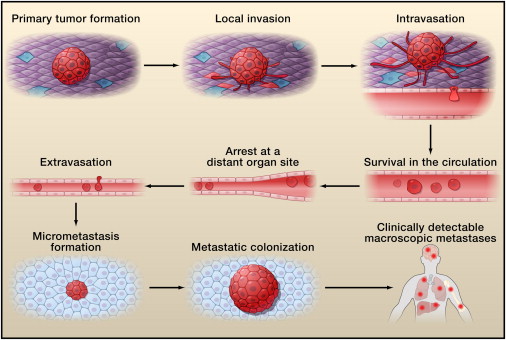 Primary tumor formation
Local invasion
Intravasation
Survival in the circulation
Arrest at a
distant organ site
Extravasation
Micrometastasis
formation
Metastatic colonization
Clinically detectable
macroscopic metastases